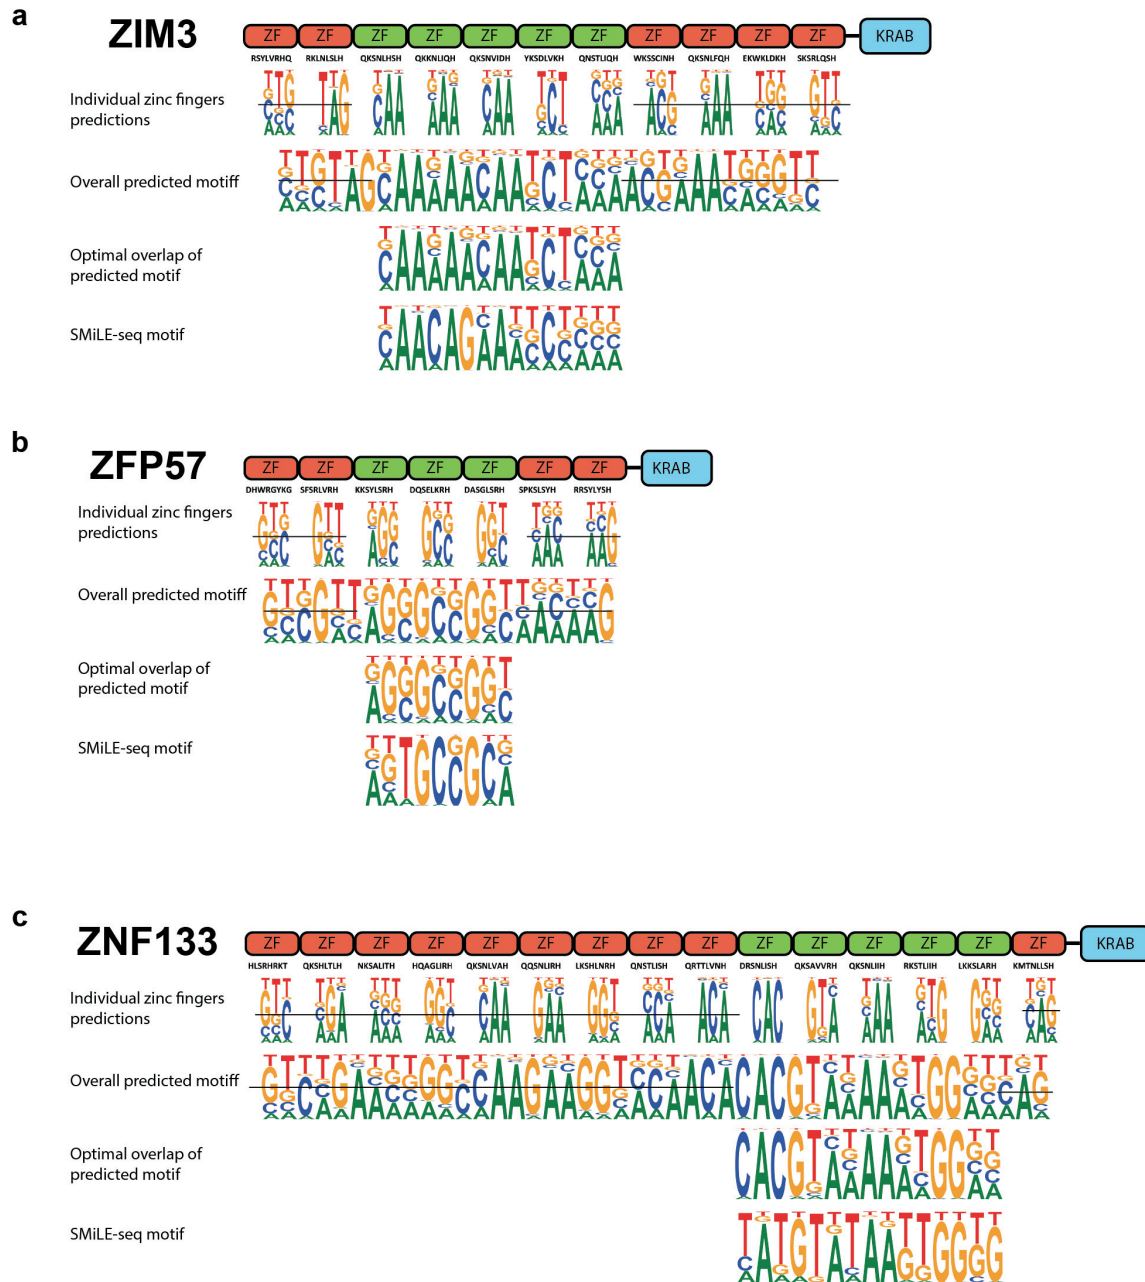 a
ZIM3
ZF ZF ZF ZF ZF ZF ZF ZF ZF ZF ZF KRAB
RSYLVRHQ RKLNLSLH QKSNLHSH QKKNLIQH QKSNVIDH YKSDLVKH QNSTLIQH WKSSCINH QKSNLFQH EKWKLDKH SKSRLQSH
Individual zinc fingers
predictions
Overall predicted motiff
Optimal overlap of
predicted motif
SMiLE-seq motif
b
ZFP57
ZF ZF ZF ZF ZF ZF ZF KRAB
DHWRGYKG SFSRLVRH KKSYLSRH DQSELKRH DASGLSRH SPKSLSYH RRSYLYSH
Individual zinc fingers
predictions
Overall predicted motiff
Optimal overlap of
predicted motif
SMiLE-seq motif
c
ZNF133
ZF ZF ZF ZF ZF ZF ZF ZF ZF ZF ZF ZF ZF ZF ZF KRAB
HLSRHRKT QKSHLTLH NKSALITH HQAGLIRH QKSNLVAH QQSNLIRH LKSHLNRH QNSTLISH QRTTLVNH DRSNLISH QKSAVVRH QKSNLIIH RKSTLIIH LKKSLARH KMTNLLSH
Individual zinc fingers
predictions
Overall predicted motiff
Optimal overlap of
predicted motif
SMiLE-seq motif